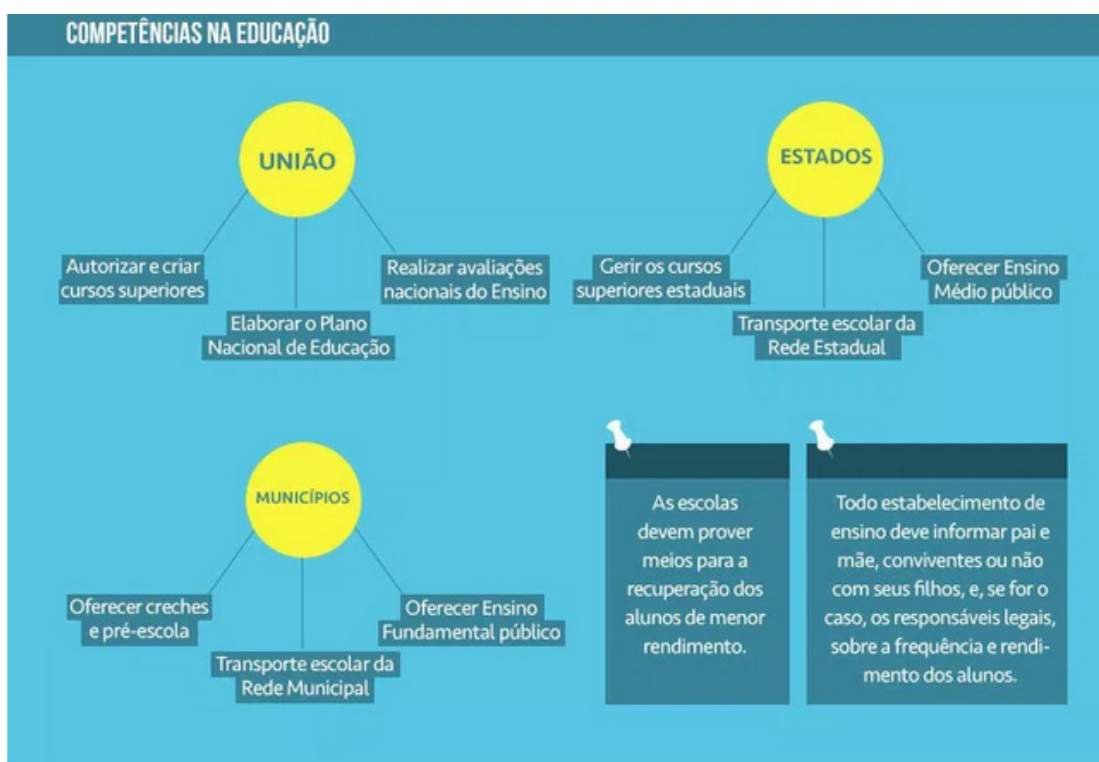 COMPETÊNCIAS NA EDUCAÇÃO
UNIÃO
Autorizar e criar
cursos superiores
Elaborar o Plano
Nacional de Educação
Realizar avaliações
nacionais do Ensino
ESTADOS
Gerir os cursos
superiores estaduais
Transporte escolar da
Rede Estadual
Oferecer Ensino
Médio público
MUNICÍPIOS
Oferecer creches
e pré-escola
Transporte escolar da
Rede Municipal
Oferecer Ensino
Fundamental público
As escolas
devem prover
meios para a
recuperação dos
alunos de menor
rendimento.
Todo estabelecimento de
ensino deve informar pai e
mãe, conviventes ou não
com seus filhos, e, se for o
caso, os responsáveis legais,
sobre a frequência e rendi-
mento dos alunos.